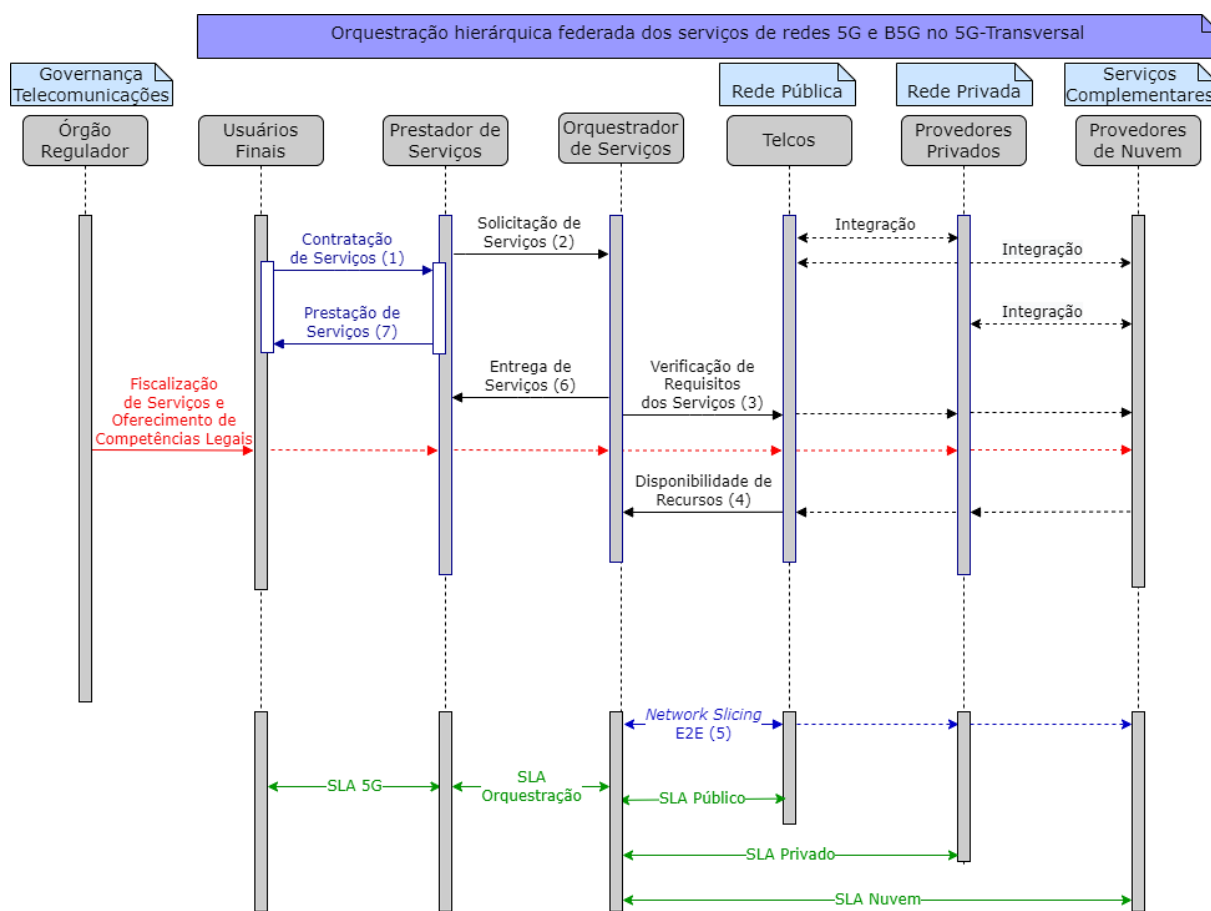 Orquestração hierárquica federada dos serviços de redes 5G e B5G no 5G-Transversal
Governança
Telecomunicações
Rede Pública
Rede Privada
Serviços
Complementares
Órgão
Regulador
Usuários
Finais
Prestador de
Serviços
Orquestrador
de Serviços
Telcos
Provedores
Privados
Provedores
de Nuvem
Contratação
de Serviços (1)
Solicitação de
Serviços (2)
Integração
Integração
Prestação de
Serviços (7)
Integração
Entrega de
Serviços (6)
Verificação de
Requisitos
dos Serviços (3)
Fiscalização
de Serviços e
Oferecimento de
Competências Legais
Disponibilidade de
Recursos (4)
Network Slicing
E2E (5)
SLA 5G
SLA
Orquestração
SLA Público
SLA Privado
SLA Nuvem